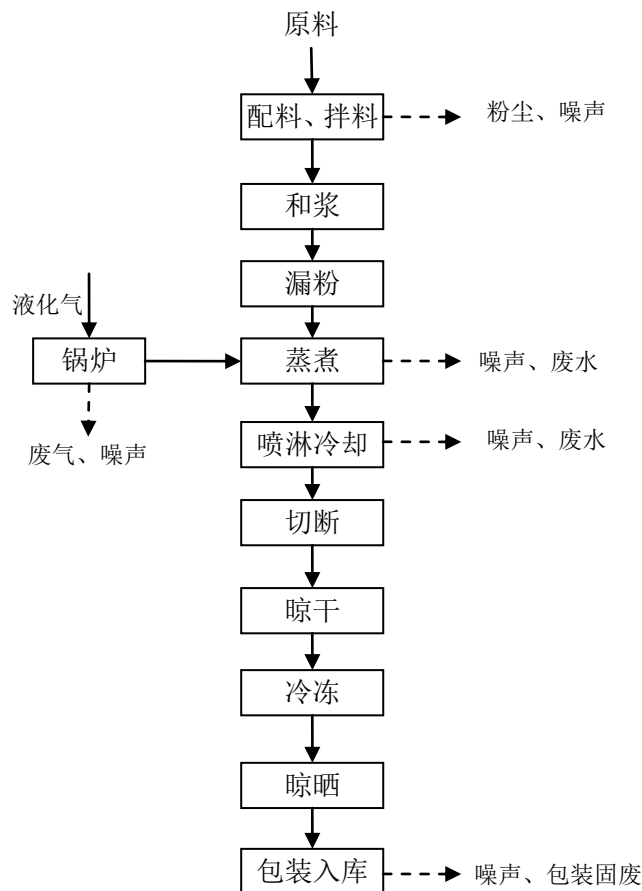 原料
配料、拌料
粉尘、噪声
和浆
漏粉
液化气
锅炉
蒸煮
噪声、废水
废气、噪声
喷淋冷却
噪声、废水
切断
晾干
冷冻
晾晒
包装入库
噪声、包装固废